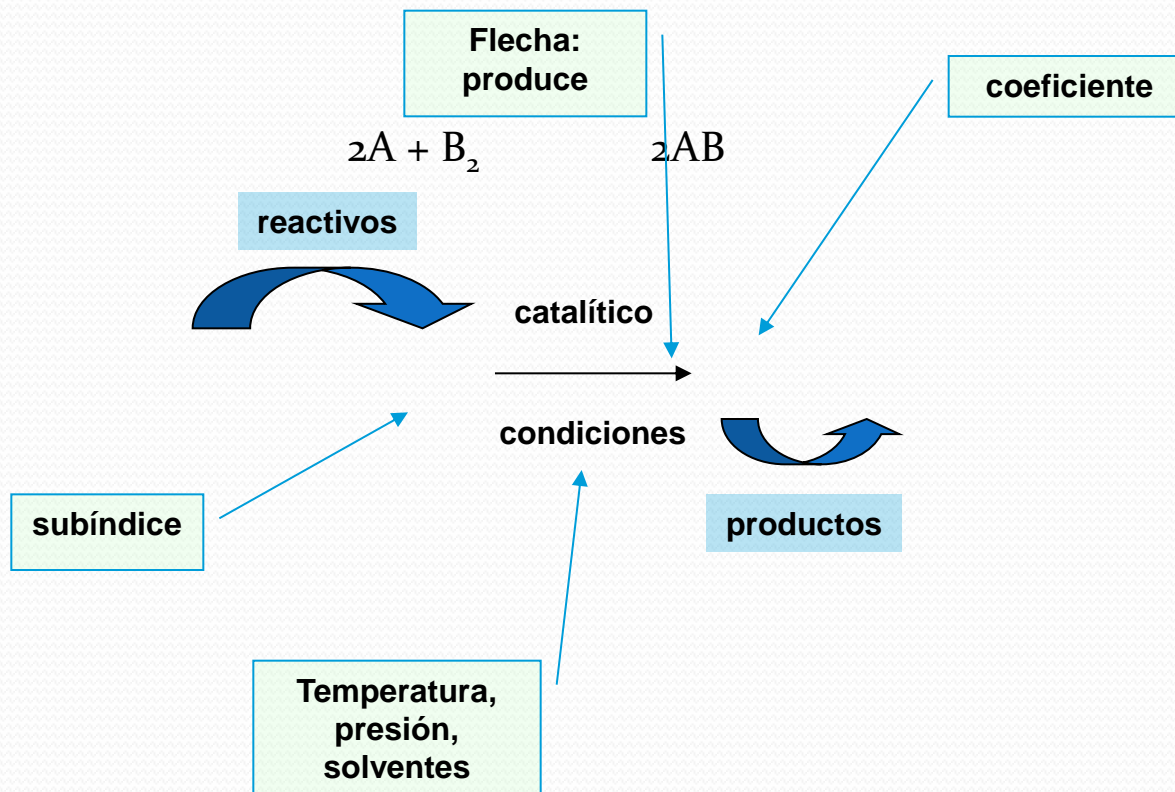 Flecha:
produce
coeficiente
2A + B₂ 2AB
reactivos
catalítico
condiciones
subíndice
productos
Temperatura,
presión,
solventes